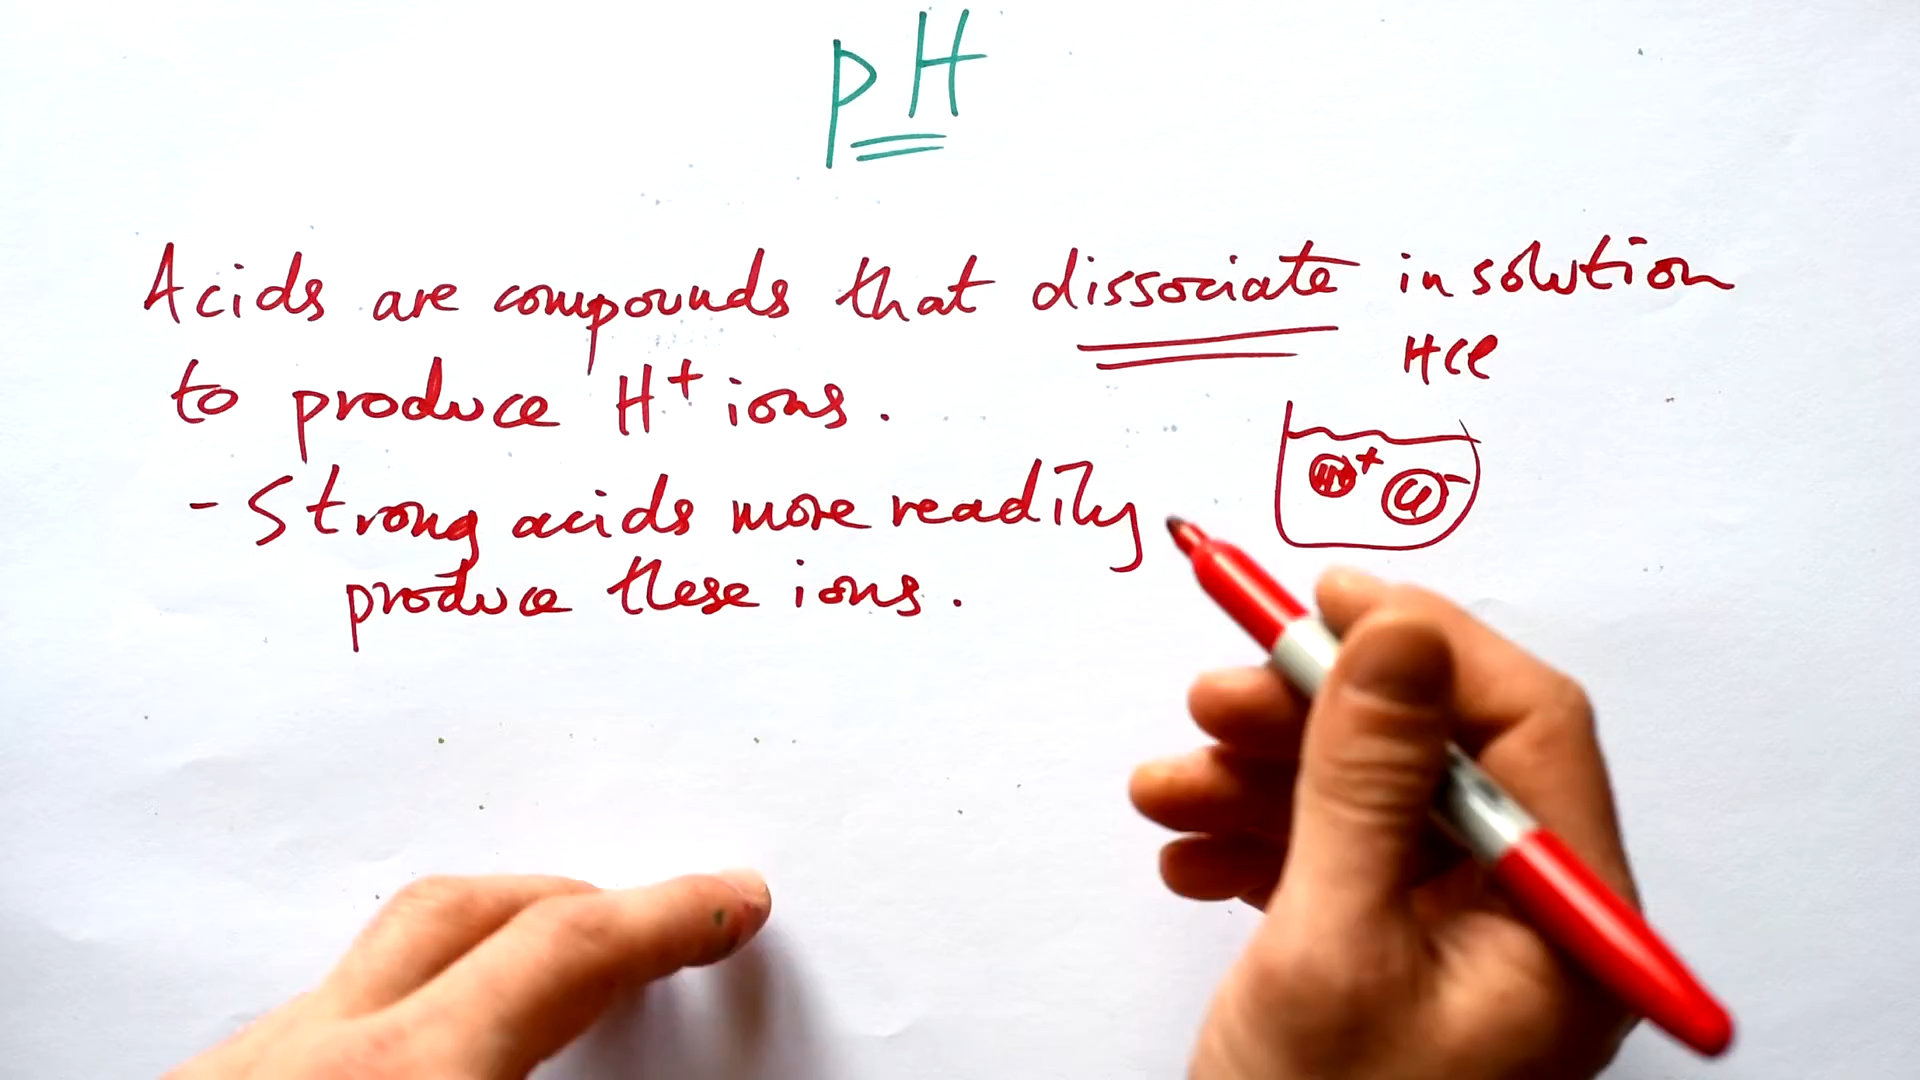 pH
Acids are compounds that dissociate in solution
to produce H⁺ ions.
HCl
H⁺ Cl⁻
- Strong acids more readily
produce these ions.